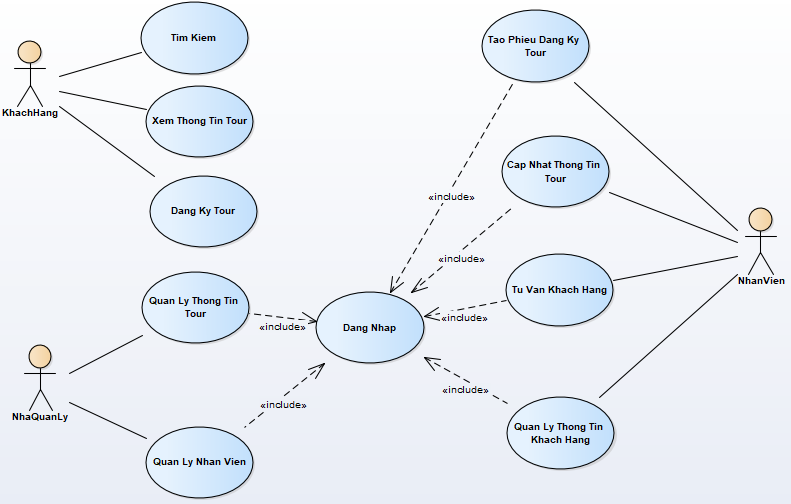 Tim Kiem
KhachHang
Xem Thong Tin Tour
Dang Ky Tour
Tao Phieu Dang Ky
Tour
Cap Nhat Thong Tin
Tour
«include»
«include»
NhanVien
Tu Van Khach Hang
Quan Ly Thong Tin
Tour
«include»
Dang Nhap
«include»
NhaQuanLy
«include»
«include»
Quan Ly Nhan Vien
Quan Ly Thong Tin
Khach Hang